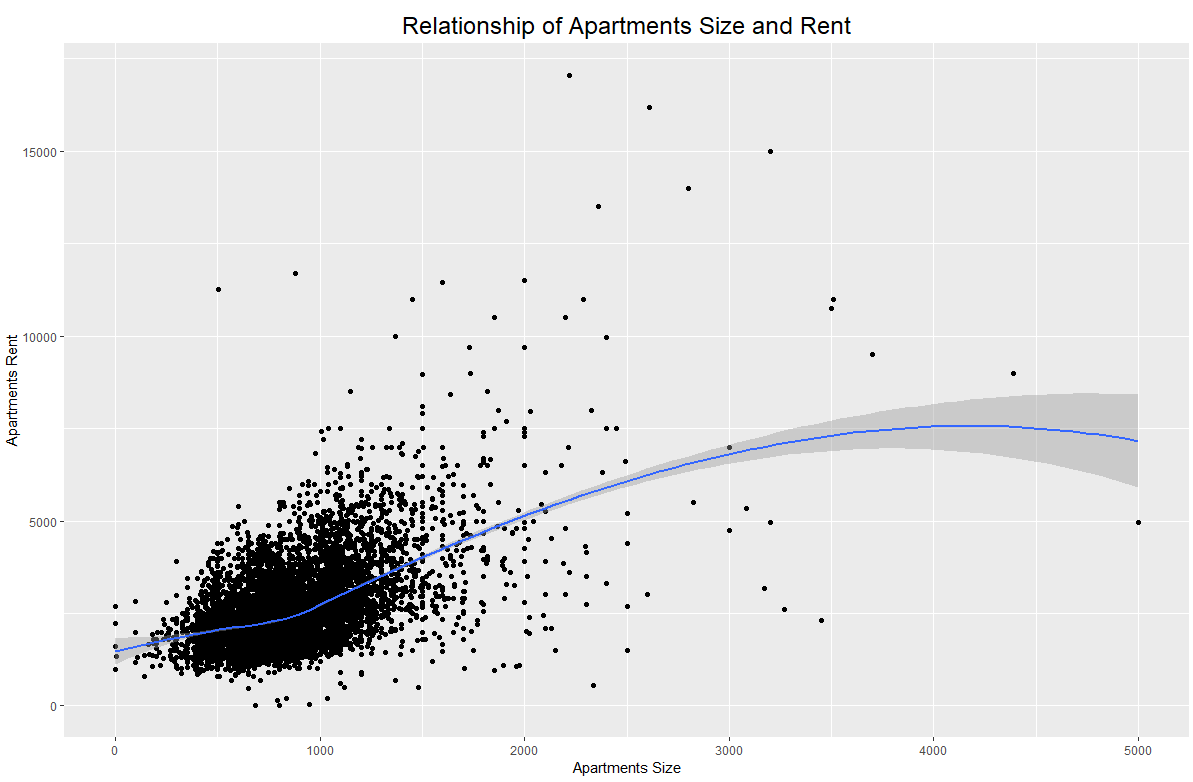 Relationship of Apartments Size and Rent
15000
10000
5000
0
Apartments Rent
0 1000 2000 3000 4000 5000
Apartments Size